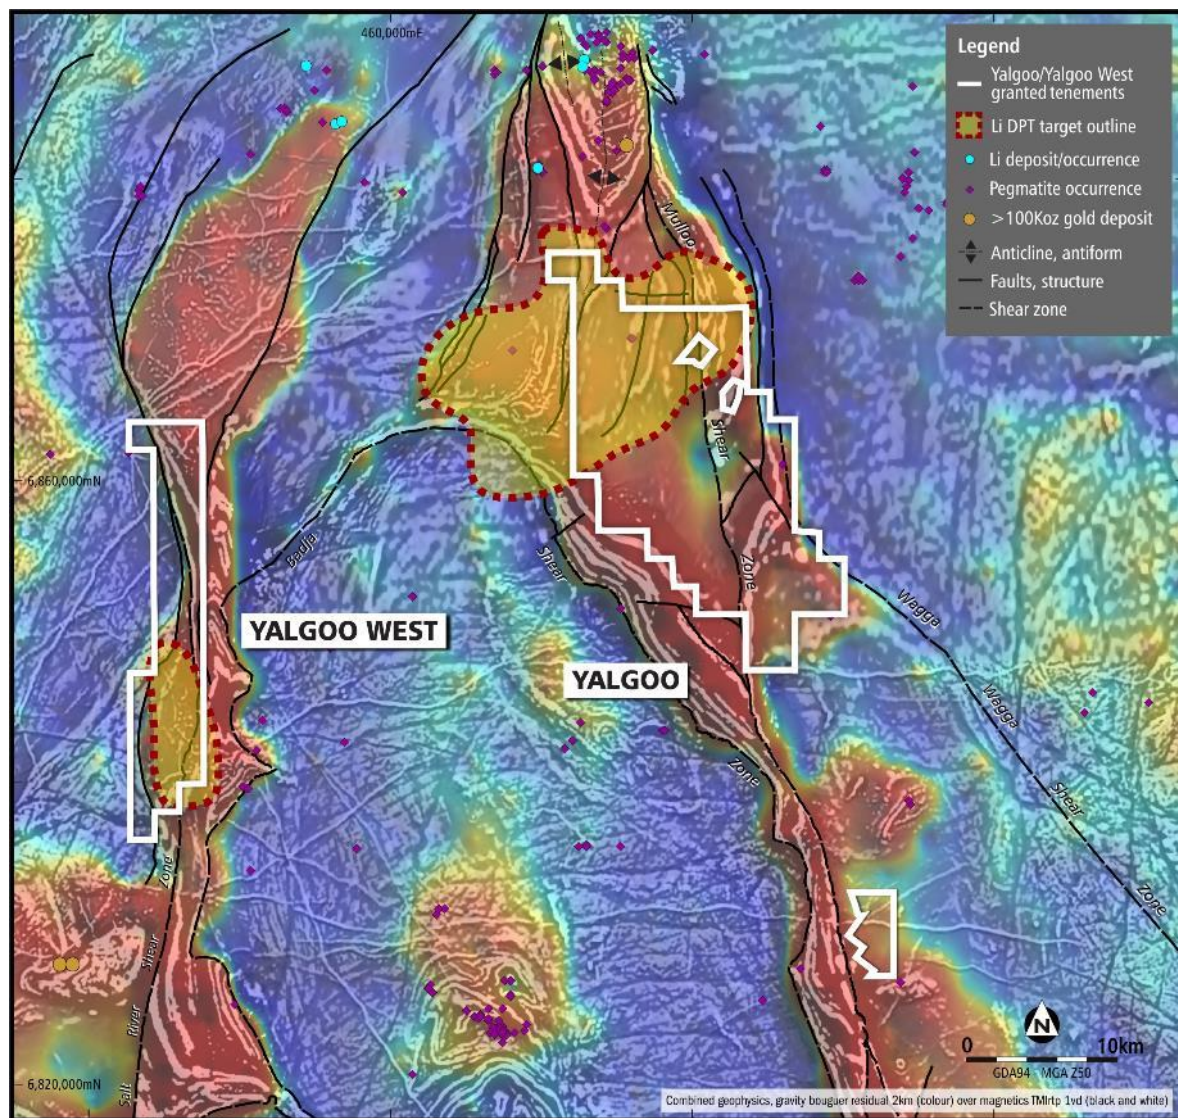 460,000mE
Legend
Yalgoo/Yalgoo West
granted tenements
Li DPT target outline
Li deposit/occurrence
Pegmatite occurrence
>100Koz gold deposit
Anticline, antiform
Faults, structure
Shear zone
Mulloo
Shear
Zone
6,860,000mN
Badja
Shear
Zone
YALGOO WEST
YALGOO
Wagga
Wagga
Shear
Zone
Zone
Shear
River
Salt
N
0 10km
GDA94 - MGA Z50
6,820,000mN
Combined geophysics, gravity bouguer residual 2km (colour) over magnetics TMIrtp 1vd (black and white)